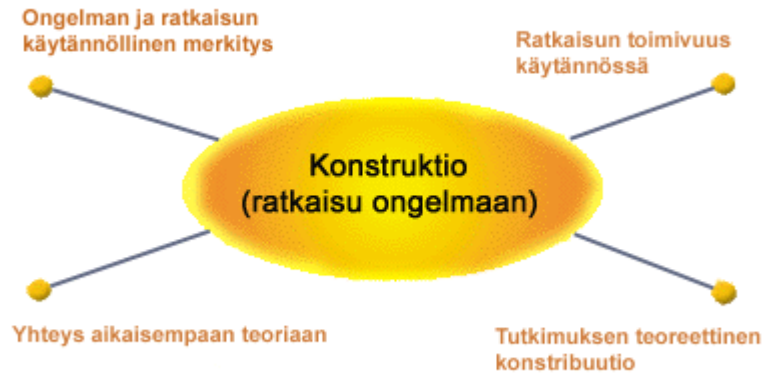 Ongelman ja ratkaisun
käytännöllinen merkitys
Ratkaisun toimivuus
käytännössä
Konstruktio
(ratkaisu ongelmaan)
Yhteys aikaisempaan teoriaan
Tutkimuksen teoreettinen
konstribuutio